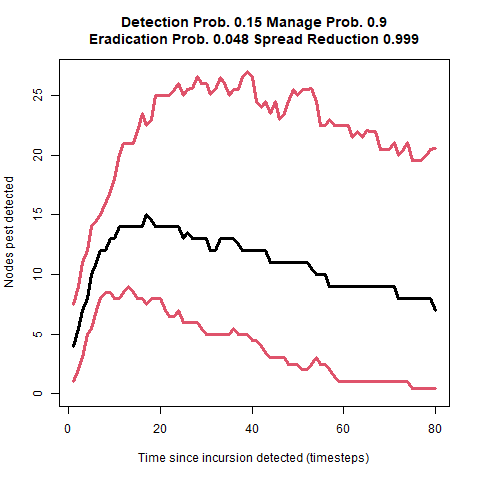 Detection Prob. 0.15 Manage Prob. 0.9
Eradication Prob. 0.048 Spread Reduction 0.999
Nodes pest detected
25
20
15
10
5
0
0 20 40 60 80
Time since incursion detected (timesteps)